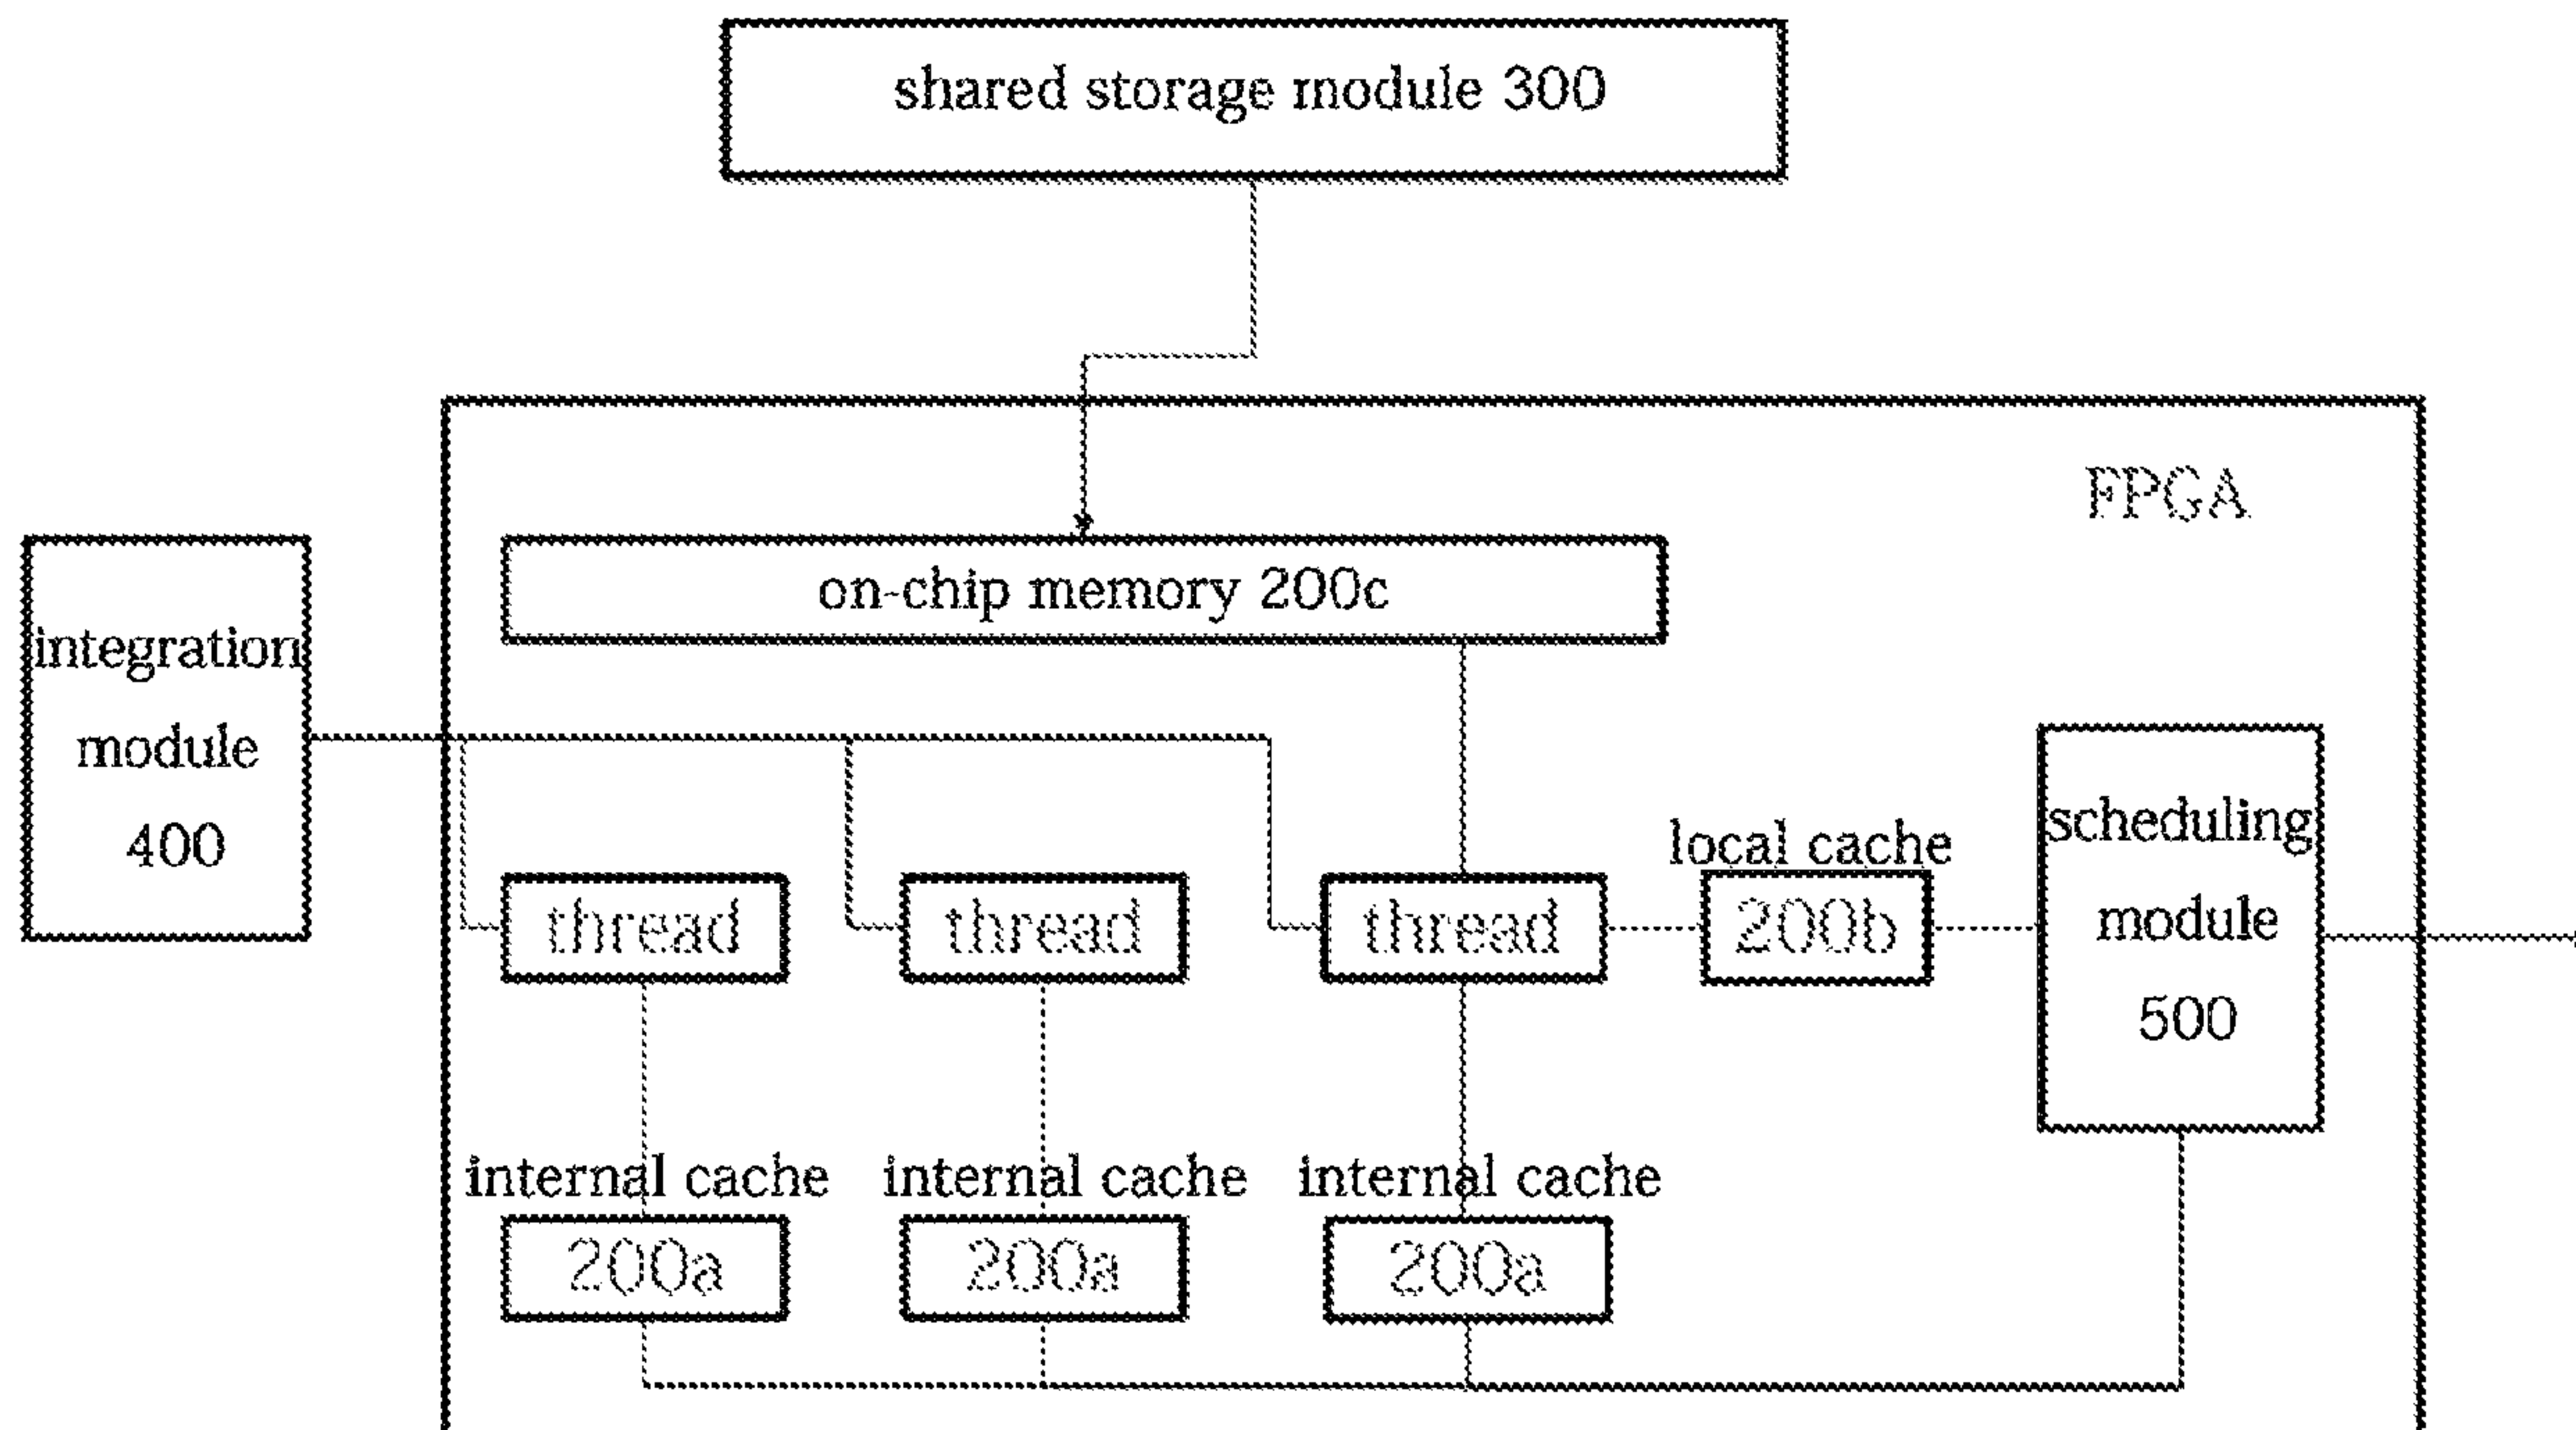 shared storage module 300
FPGA
on-chip memory 200c
integration
module
400
local cache
scheduling
module
500
thread
thread
thread
200b
internal cache
internal cache
internal cache
200a
200a
200a